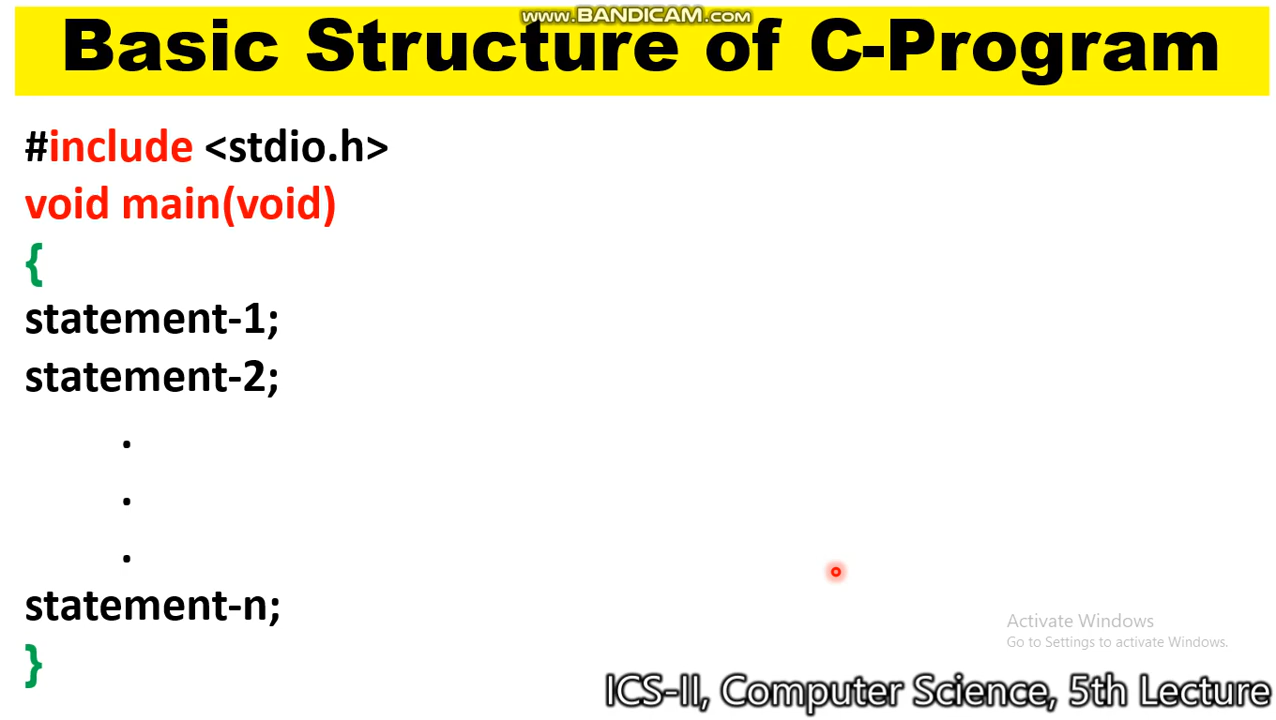 www.BANDICAM.com
Basic Structure of C-Program
#include <stdio.h>
void main(void)
{
statement-1;
statement-2;
.
.
.
statement-n;
}
Activate Windows
Go to Settings to activate Windows.
ICS-II, Computer Science, 5th Lecture